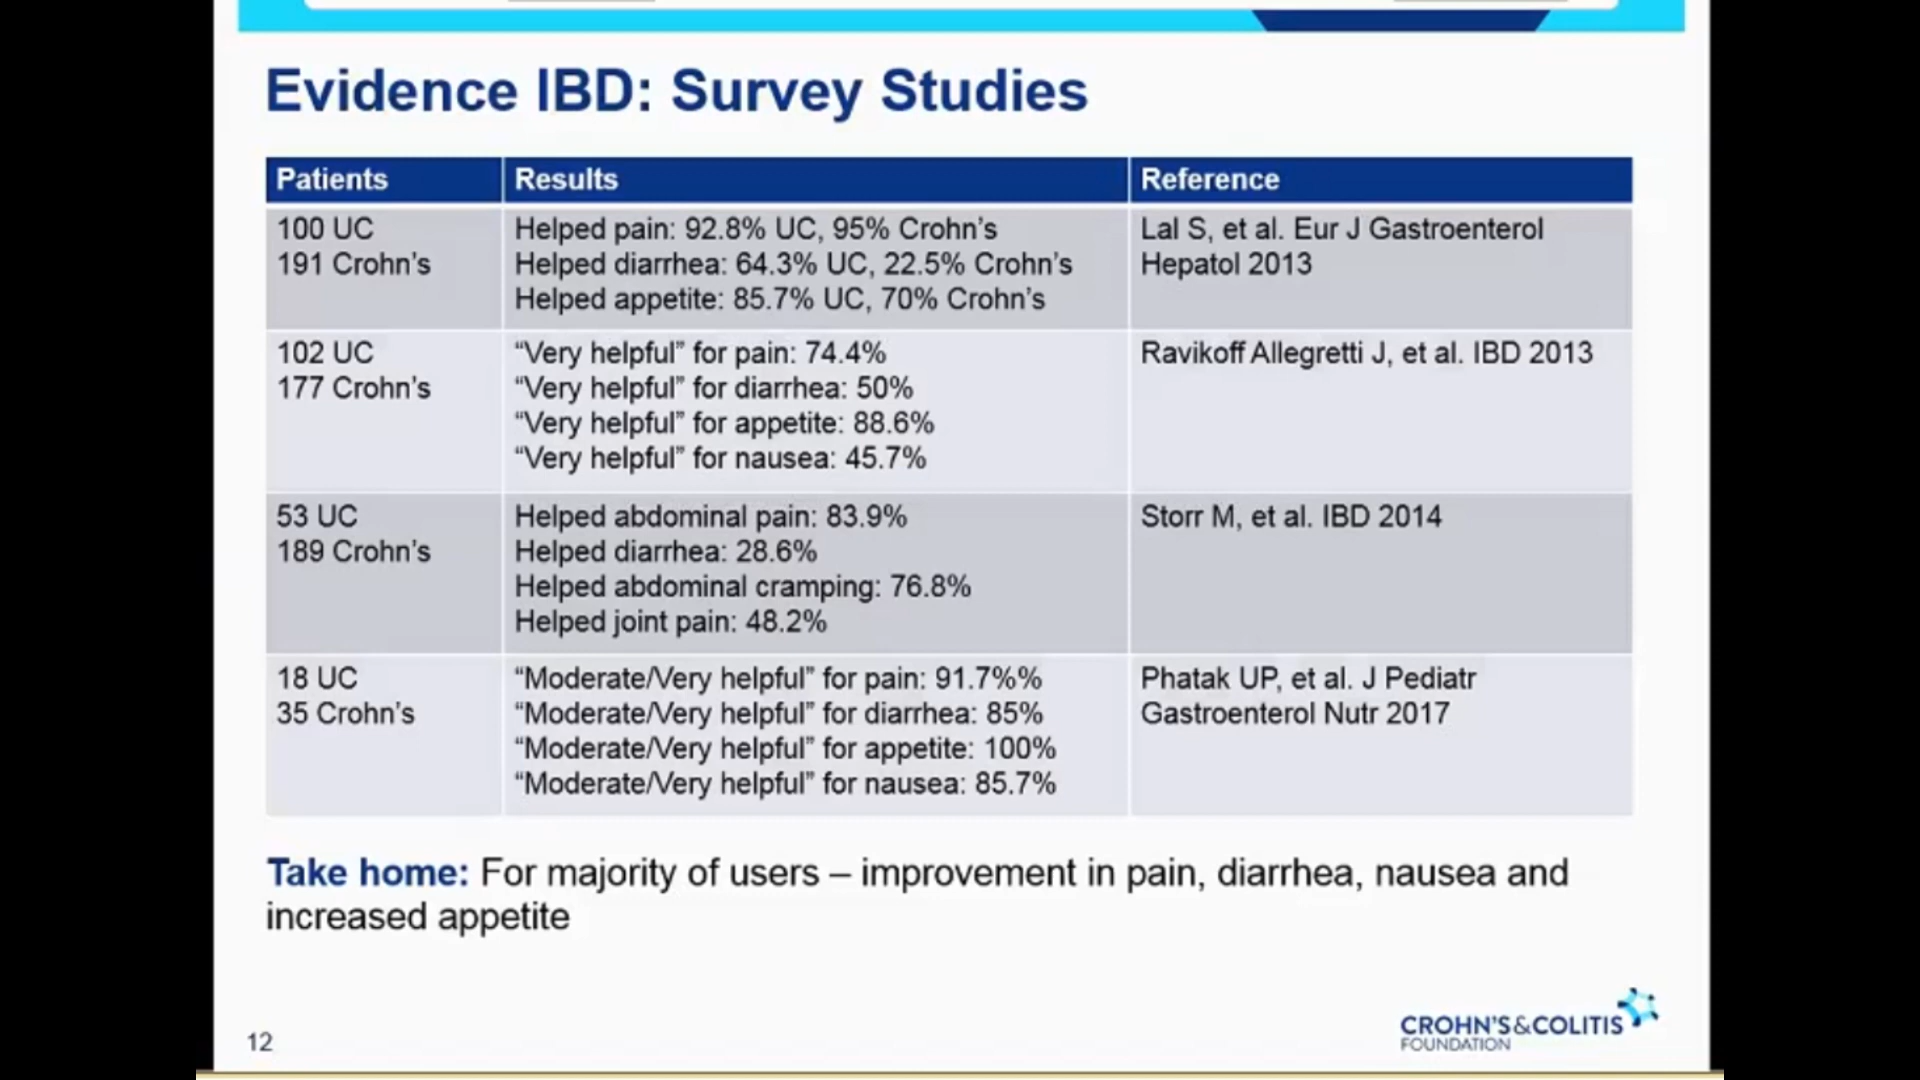 Evidence IBD: Survey Studies
Patients
Results
Reference
100 UC
191 Crohn's
Helped pain: 92.8% UC, 95% Crohn's
Helped diarrhea: 64.3% UC, 22.5% Crohn's
Helped appetite: 85.7% UC, 70% Crohn's
Lal S, et al. Eur J Gastroenterol
Hepatol 2013
102 UC
177 Crohn's
“Very helpful” for pain: 74.4%
“Very helpful” for diarrhea: 50%
“Very helpful” for appetite: 88.6%
“Very helpful” for nausea: 45.7%
Ravikoff Allegretti J, et al. IBD 2013
53 UC
189 Crohn's
Helped abdominal pain: 83.9%
Helped diarrhea: 28.6%
Helped abdominal cramping: 76.8%
Helped joint pain: 48.2%
Storr M, et al. IBD 2014
18 UC
35 Crohn's
“Moderate/Very helpful” for pain: 91.7%%
“Moderate/Very helpful” for diarrhea: 85%
“Moderate/Very helpful” for appetite: 100%
“Moderate/Very helpful” for nausea: 85.7%
Phatak UP, et al. J Pediatr
Gastroenterol Nutr 2017
Take home: For majority of users – improvement in pain, diarrhea, nausea and
increased appetite
12
CROHN'S&COLITIS
FOUNDATION